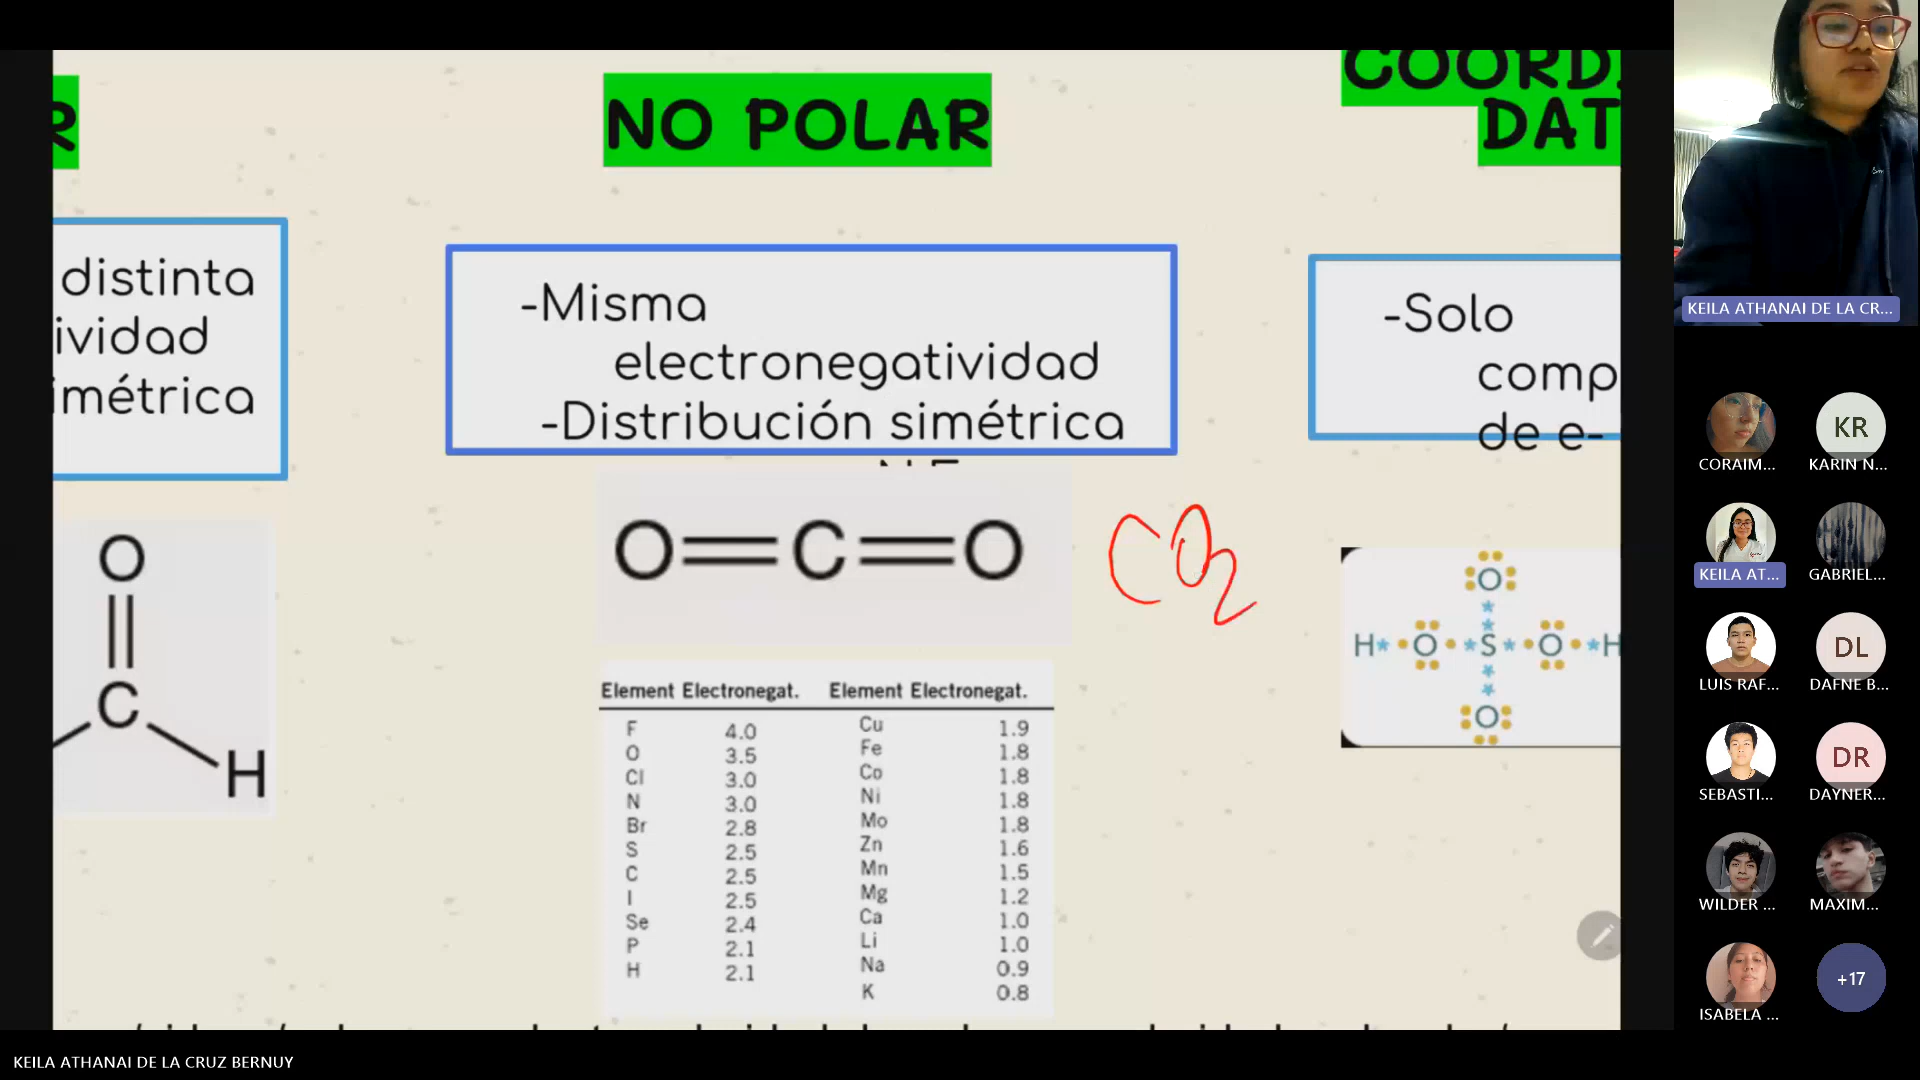 R
NO POLAR
COORD
DAT
distinta
ividad
imétrica
-Misma
electronegatividad
-Distribución simétrica
-Solo
comp
de e-
O
C
H
O=C=O
CO2
O
H O S O H
O
Element Electronegat. Element Electronegat.
F 4.0 Cu 1.9
O 3.5 Fe 1.8
Cl 3.0 Co 1.8
N 3.0 Ni 1.8
Br 2.8 Mo 1.8
S 2.5 Zn 1.6
C 2.5 Mn 1.5
I 2.5 Mg 1.2
Se 2.4 Ca 1.0
P 2.1 Li 1.0
H 2.1 Na 0.9
K 0.8
KEILA ATHANAI DE LA CR...
CORAIM...
KR
KARIN N...
KEILA AT...
GABRIEL...
LUIS RAF...
DL
DAFNE B...
SEBASTI...
DR
DAYNER...
WILDER ...
MAXIM...
ISABELA ...
+17
KEILA ATHANAI DE LA CRUZ BERNUY